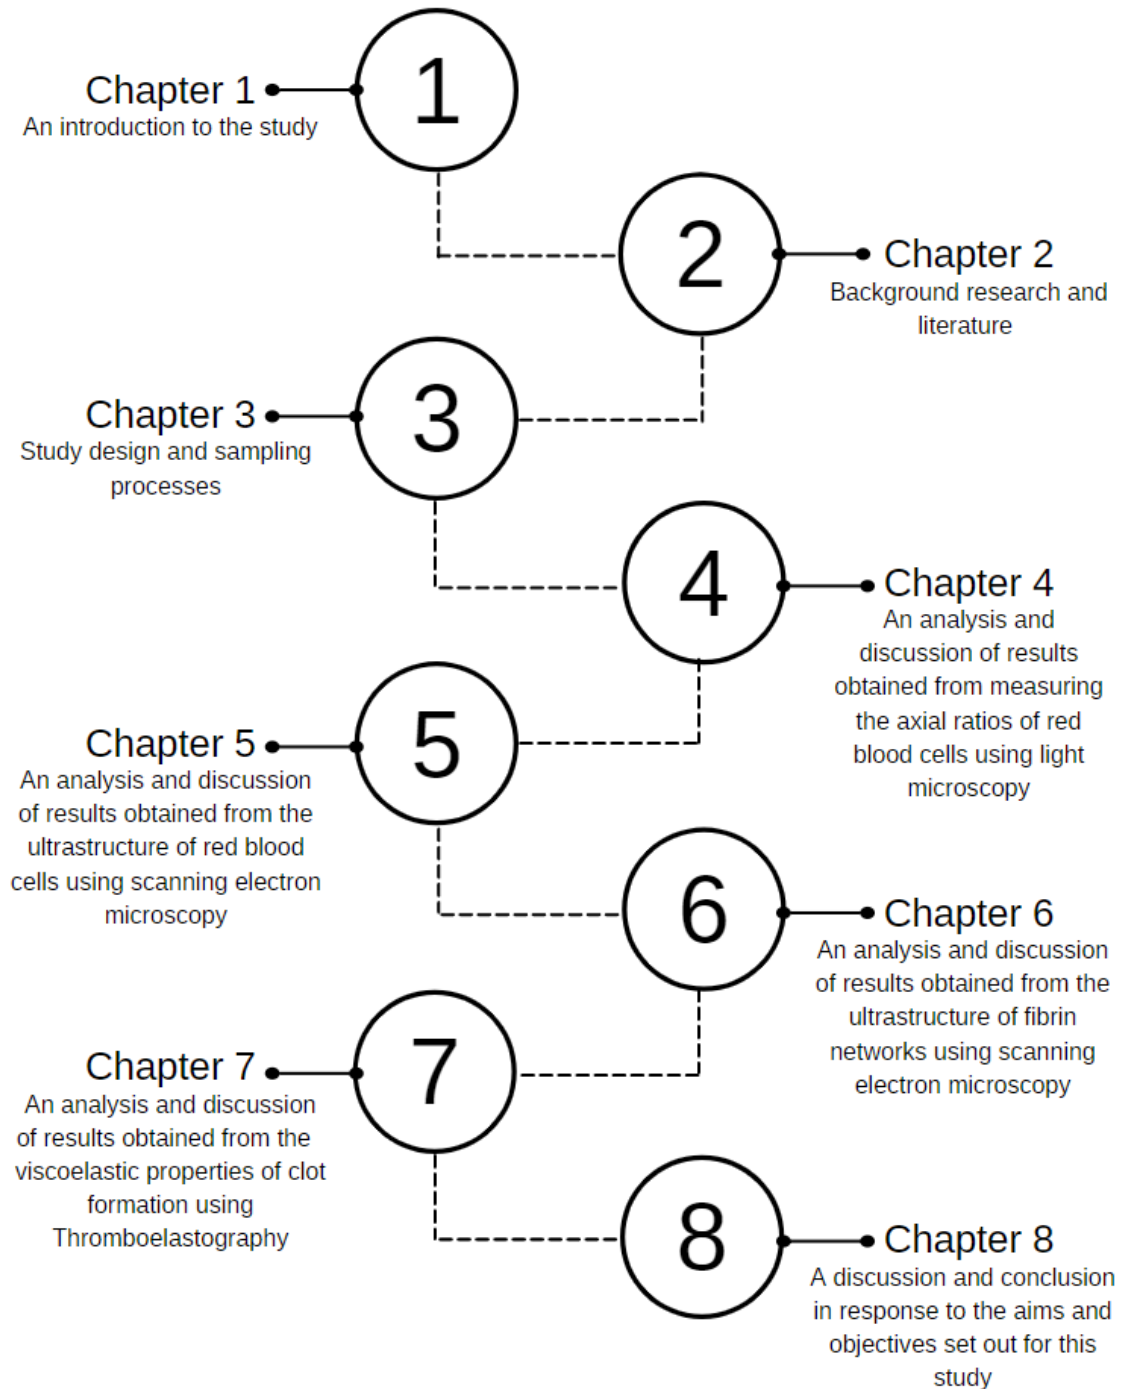 1
Chapter 1
An introduction to the study
2
Chapter 2
Background research and
literature
3
Chapter 3
Study design and sampling
processes
4
Chapter 4
An analysis and
discussion of results
obtained from measuring
the axial ratios of red
blood cells using light
microscopy
5
Chapter 5
An analysis and discussion
of results obtained from the
ultrastructure of red blood
cells using scanning electron
microscopy
6
Chapter 6
An analysis and discussion
of results obtained from the
ultrastructure of fibrin
networks using scanning
electron microscopy
7
Chapter 7
An analysis and discussion
of results obtained from the
viscoelastic properties of clot
formation using
Thromboelastography
8
Chapter 8
A discussion and conclusion
in response to the aims and
objectives set out for this
study